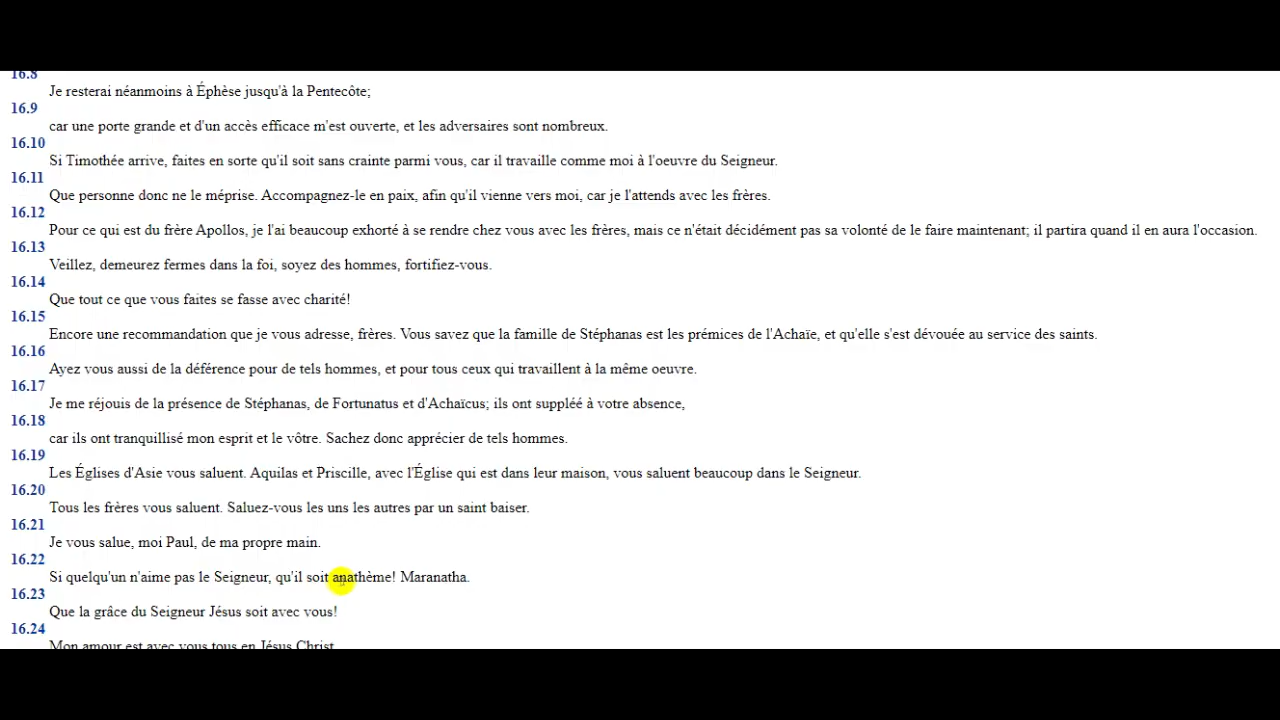 16.8
Je resterai néanmoins à Éphèse jusqu'à la Pentecôte;
16.9
car une porte grande et d'un accès efficace m'est ouverte, et les adversaires sont nombreux.
16.10
Si Timothée arrive, faites en sorte qu'il soit sans crainte parmi vous, car il travaille comme moi à l'oeuvre du Seigneur.
16.11
Que personne donc ne le méprise. Accompagnez-le en paix, afin qu'il vienne vers moi, car je l'attends avec les frères.
16.12
Pour ce qui est du frère Apollos, je l'ai beaucoup exhorté à se rendre chez vous avec les frères, mais ce n'était décidément pas sa volonté de le faire maintenant; il partira quand il en aura l'occasion.
16.13
Veillez, demeurez fermes dans la foi, soyez des hommes, fortifiez-vous.
16.14
Que tout ce que vous faites se fasse avec charité!
16.15
Encore une recommandation que je vous adresse, frères. Vous savez que la famille de Stéphanas est les prémices de l'Achaïe, et qu'elle s'est dévouée au service des saints.
16.16
Ayez vous aussi de la déférence pour de tels hommes, et pour tous ceux qui travaillent à la même oeuvre.
16.17
Je me réjouis de la présence de Stéphanas, de Fortunatus et d'Achaïcus; ils ont suppléé à votre absence,
16.18
car ils ont tranquillisé mon esprit et le vôtre. Sachez donc apprécier de tels hommes.
16.19
Les Églises d'Asie vous saluent. Aquilas et Priscille, avec l'Église qui est dans leur maison, vous saluent beaucoup dans le Seigneur.
16.20
Tous les frères vous saluent. Saluez-vous les uns les autres par un saint baiser.
16.21
Je vous salue, moi Paul, de ma propre main.
16.22
Si quelqu'un n'aime pas le Seigneur, qu'il soit anathème! Maranatha.
16.23
Que la grâce du Seigneur Jésus soit avec vous!
16.24
Mon amour est avec vous tous en Jésus Christ